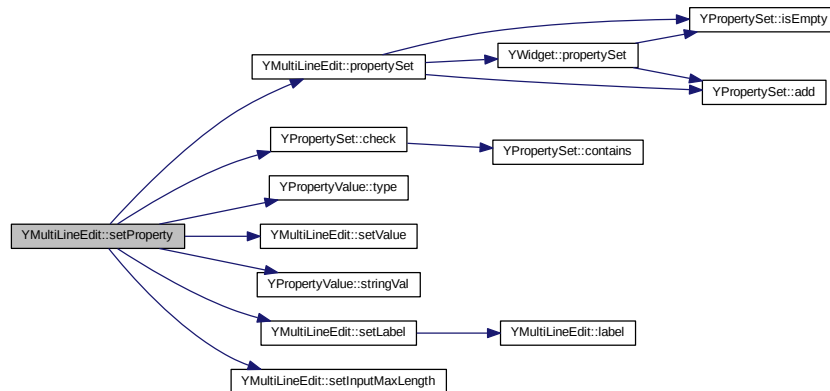 YPropertySet::isEmpty
YMultiLineEdit::propertySet
YWidget::propertySet
YPropertySet::add
YPropertySet::check
YPropertySet::contains
YPropertyValue::type
YMultiLineEdit::setProperty
YMultiLineEdit::setValue
YPropertyValue::stringVal
YMultiLineEdit::setLabel
YMultiLineEdit::label
YMultiLineEdit::setInputMaxLength